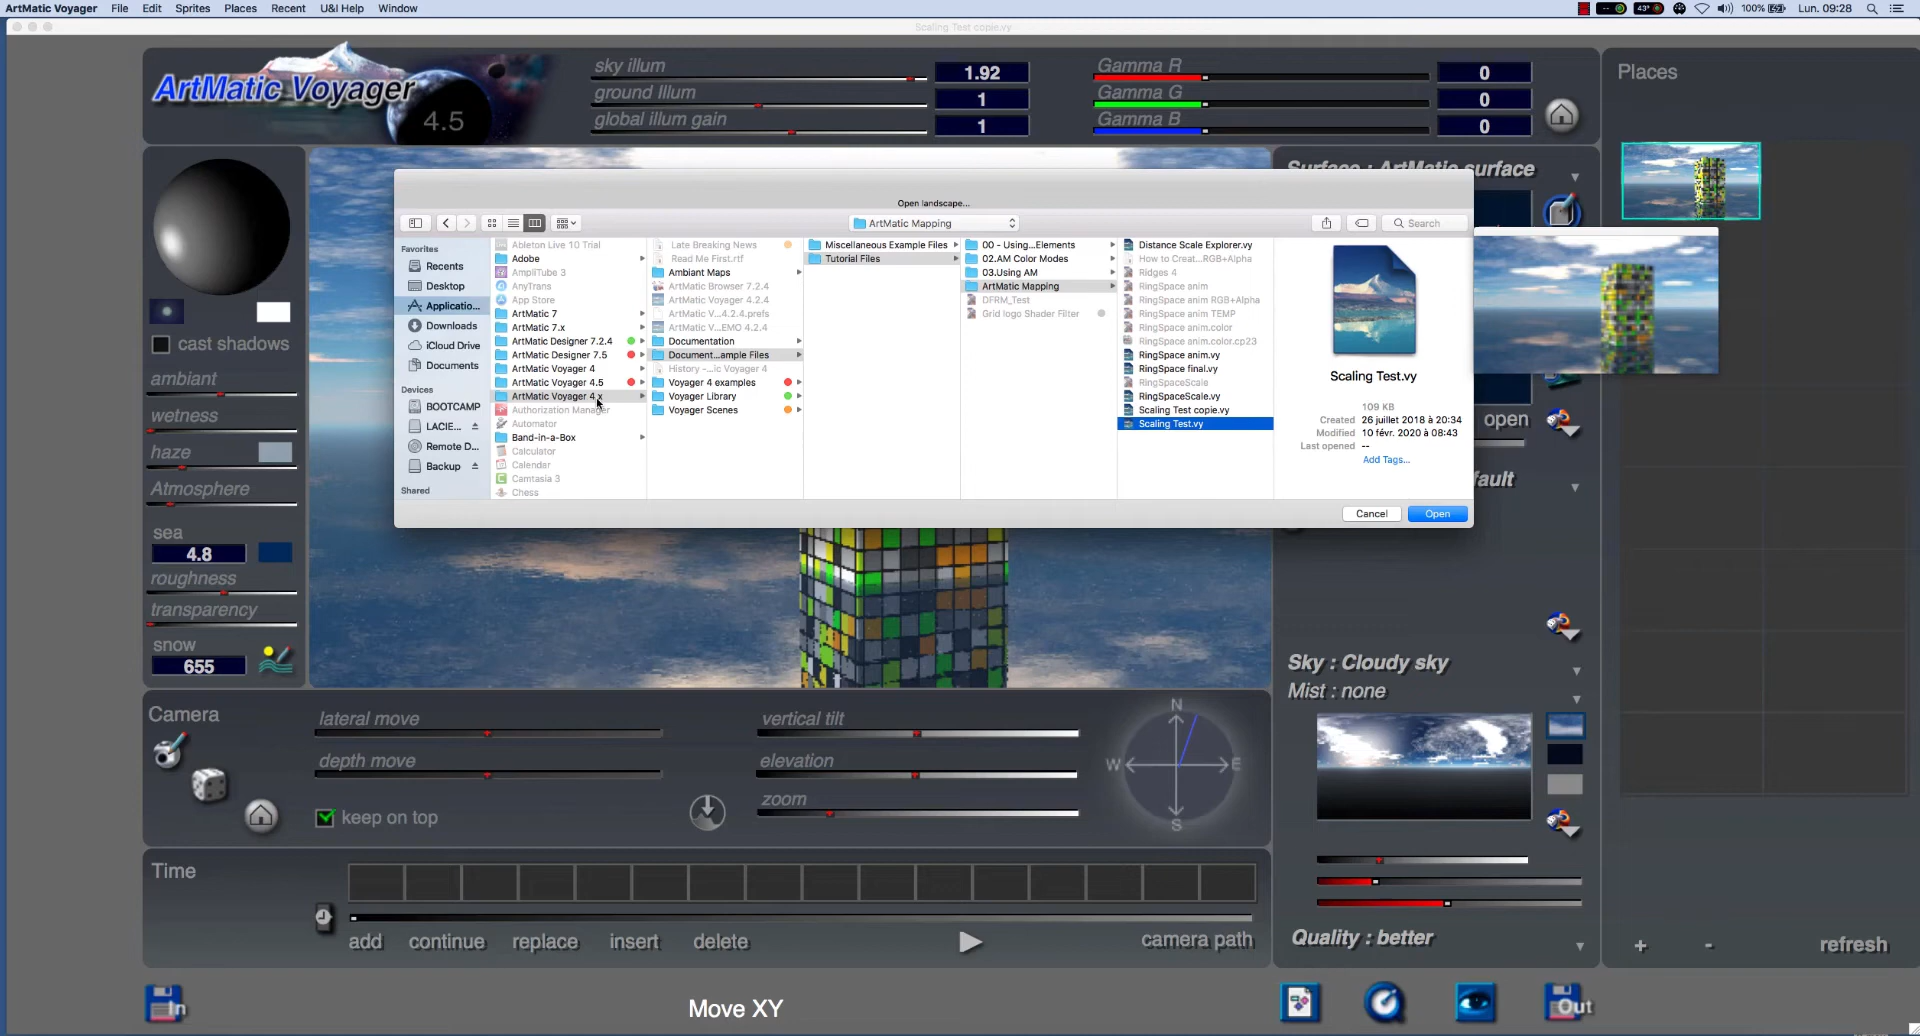 ArtMatic Voyager File Edit Sprites Places Recent U&I Help Window
-- 43° 100% Lun. 09:28
Scaling Test copie.vy
ArtMatic Voyager
4.5
sky illum 1.92
ground Illum 1
global illum gain 1
Gamma R 0
Gamma G 0
Gamma B 0
Places
Surface : ArtMatic surface
cast shadows
ambiant
wetness
haze
Atmosphere
sea
4.8
roughness
transparency
snow
655
Open landscape...
ArtMatic Mapping
Search
Favorites
Recents
Desktop
Applicatio...
Downloads
iCloud Drive
Documents
Devices
BOOTCAMP
LACIE...
Remote D...
Backup
Shared
Ableton Live 10 Trial
Adobe
AmpliTube 3
AnyTrans
App Store
ArtMatic 7
ArtMatic 7.x
ArtMatic Designer 7.2.4
ArtMatic Designer 7.5
ArtMatic Voyager 4
ArtMatic Voyager 4.5
ArtMatic Voyager 4.x
Authorization Manager
Automator
Band-in-a-Box
Calculator
Calendar
Camtasia 3
Chess
Late Breaking News
Read Me First.rtf
Ambiant Maps
ArtMatic Browser 7.2.4
ArtMatic Voyager 4.2.4
ArtMatic V...4.2.4.prefs
ArtMatic V...EMO 4.2.4
Documentation
Document...ample Files
History -...ic Voyager 4
Voyager 4 examples
Voyager Library
Voyager Scenes
Miscellaneous Example Files
Tutorial Files
00 - Using...Elements
02.AM Color Modes
03.Using AM
ArtMatic Mapping
DFRM_Test
Grid logo Shader Filter
Distance Scale Explorer.vy
How to Creat...RGB+Alpha
Ridges 4
RingSpace anim
RingSpace anim RGB+Alpha
RingSpace anim TEMP
RingSpace anim.color
RingSpace anim.color.cp23
RingSpace anim.vy
RingSpace final.vy
RingSpaceScale
RingSpaceScale.vy
Scaling Test copie.vy
Scaling Test.vy
Scaling Test.vy
109 KB
Created 26 juillet 2018 à 20:34
Modified 10 févr. 2020 à 08:43
Last opened --
Add Tags...
Cancel Open
open
fault
Sky : Cloudy sky
Mist : none
Quality : better
Camera
lateral move
depth move
keep on top
vertical tilt
elevation
zoom
N
W E
S
Time
add continue replace insert delete camera path
+ - refresh
In
Move XY
Out